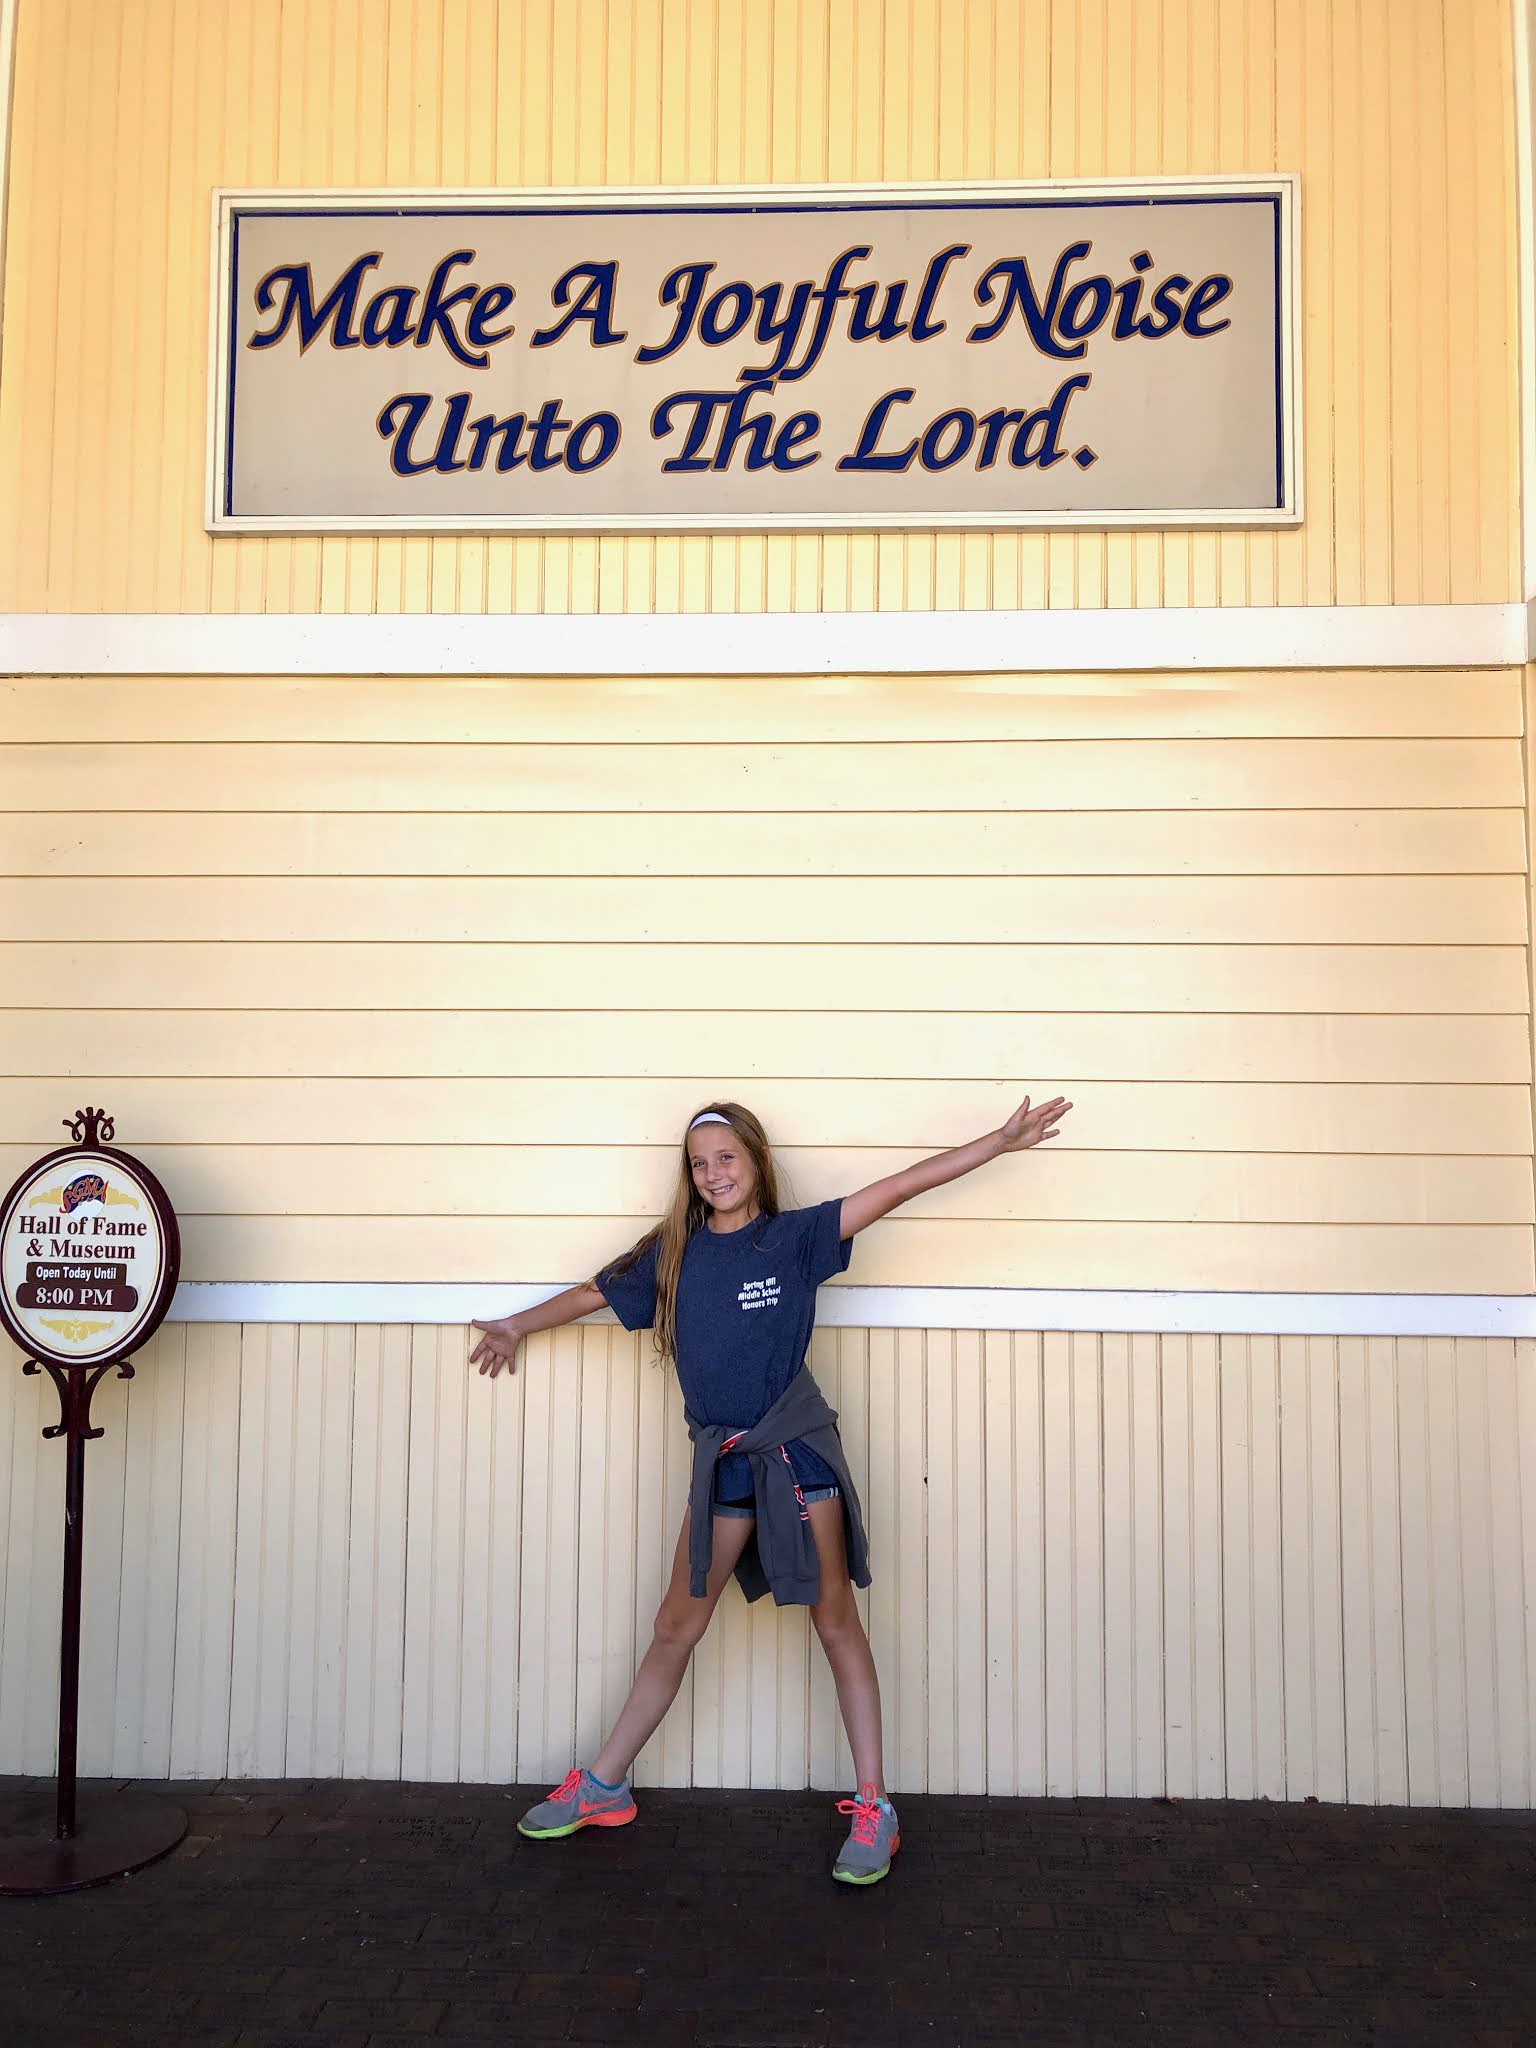 Make A Joyful Noise
Unto The Lord.
SGMA
Hall of Fame
& Museum
Open Today Until
8:00 PM
Spring Hill
Middle School
Honors Trip